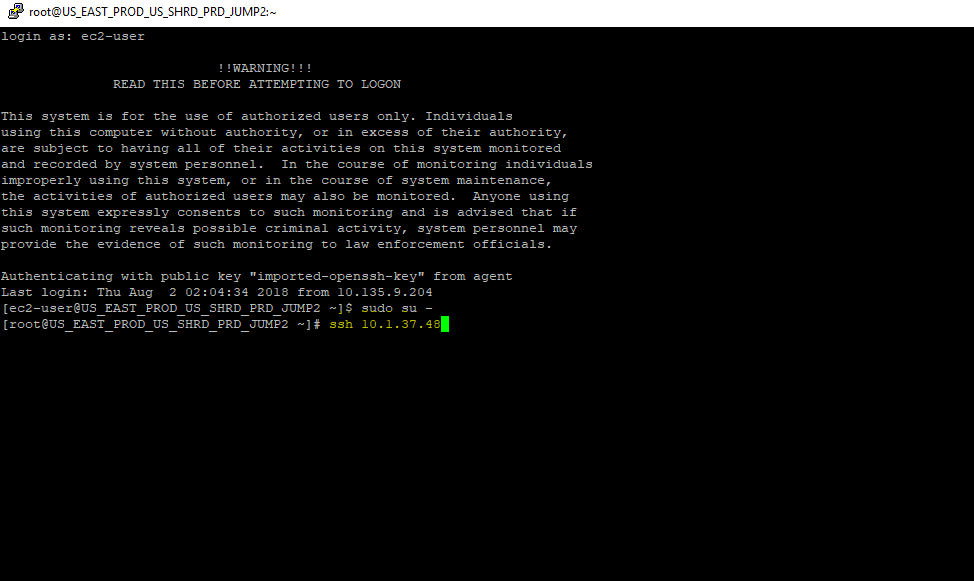 root@US_EAST_PROD_US_SHRD_PRD_JUMP2:~
login as: ec2-user
!!WARNING!!!
READ THIS BEFORE ATTEMPTING TO LOGON
This system is for the use of authorized users only. Individuals
using this computer without authority, or in excess of their authority,
are subject to having all of their activities on this system monitored
and recorded by system personnel.  In the course of monitoring individuals
improperly using this system, or in the course of system maintenance,
the activities of authorized users may also be monitored.  Anyone using
this system expressly consents to such monitoring and is advised that if
such monitoring reveals possible criminal activity, system personnel may
provide the evidence of such monitoring to law enforcement officials.
Authenticating with public key "imported-openssh-key" from agent
Last login: Thu Aug  2 02:04:34 2018 from 10.135.9.204
[ec2-user@US_EAST_PROD_US_SHRD_PRD_JUMP2 ~]$ sudo su -
[root@US_EAST_PROD_US_SHRD_PRD_JUMP2 ~]# ssh 10.1.37.48